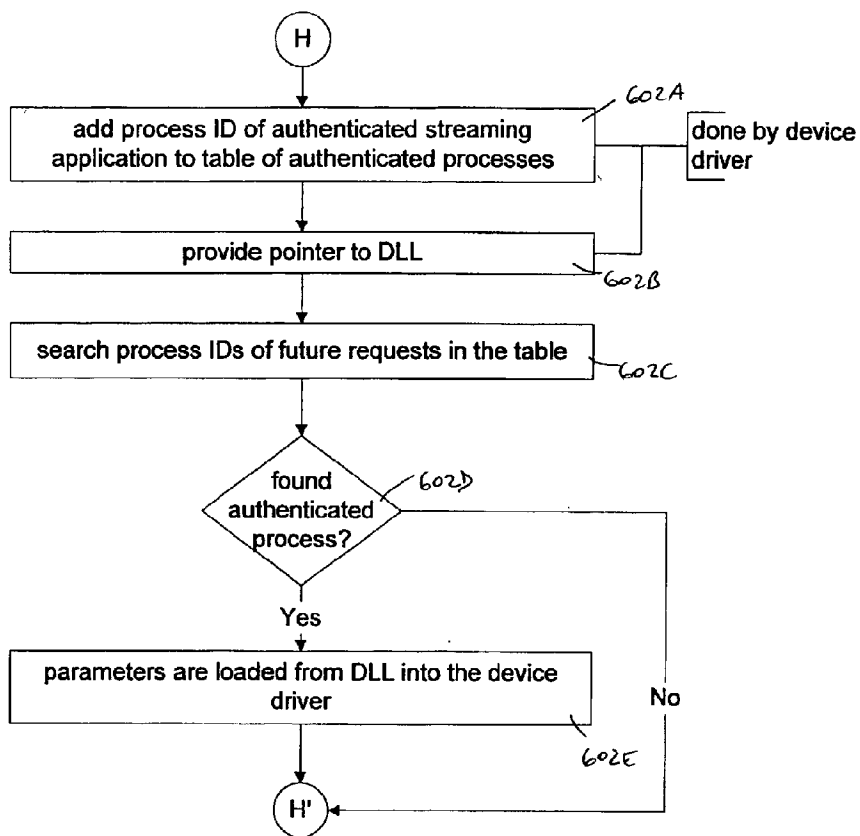 H
602A
add process ID of authenticated streaming
application to table of authenticated processes
done by device
driver
provide pointer to DLL
602B
search process IDs of future requests in the table
602C
found
authenticated
process?
602D
Yes
No
parameters are loaded from DLL into the device
driver
602E
H'